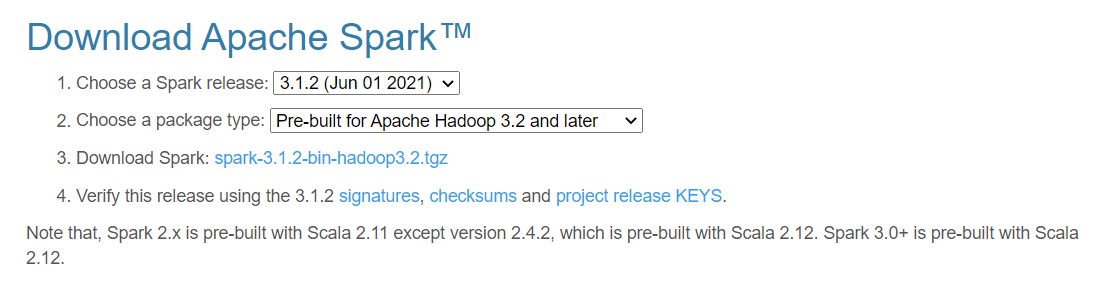 Download Apache Spark™
1. Choose a Spark release: 3.1.2 (Jun 01 2021)
2. Choose a package type: Pre-built for Apache Hadoop 3.2 and later
3. Download Spark: spark-3.1.2-bin-hadoop3.2.tgz
4. Verify this release using the 3.1.2 signatures, checksums and project release KEYS.
Note that, Spark 2.x is pre-built with Scala 2.11 except version 2.4.2, which is pre-built with Scala 2.12. Spark 3.0+ is pre-built with Scala
2.12.